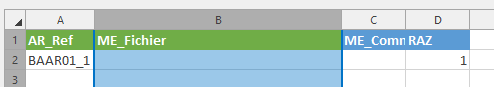 A B C D
1 AR_Ref ME_Fichier ME_Comm RAZ
2 BAAR01_1 1
3